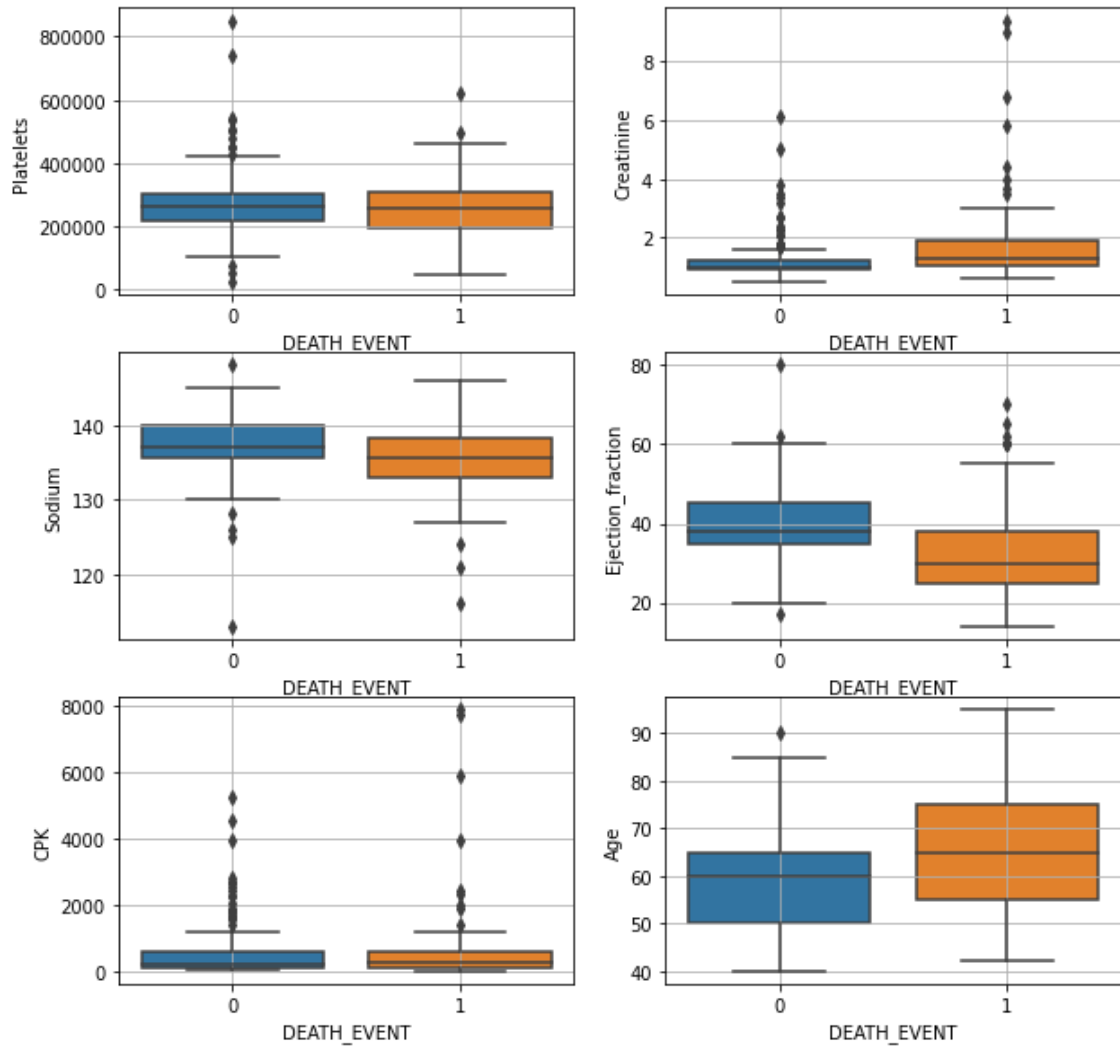 Platelets
800000
600000
400000
200000
0
0 1
DEATH_EVENT
Creatinine
8
6
4
2
0 1
DEATH_EVENT
Sodium
140
130
120
0 1
DEATH_EVENT
Ejection_fraction
80
60
40
20
0 1
DEATH_EVENT
CPK
8000
6000
4000
2000
0
0 1
DEATH_EVENT
Age
90
80
70
60
50
40
0 1
DEATH_EVENT